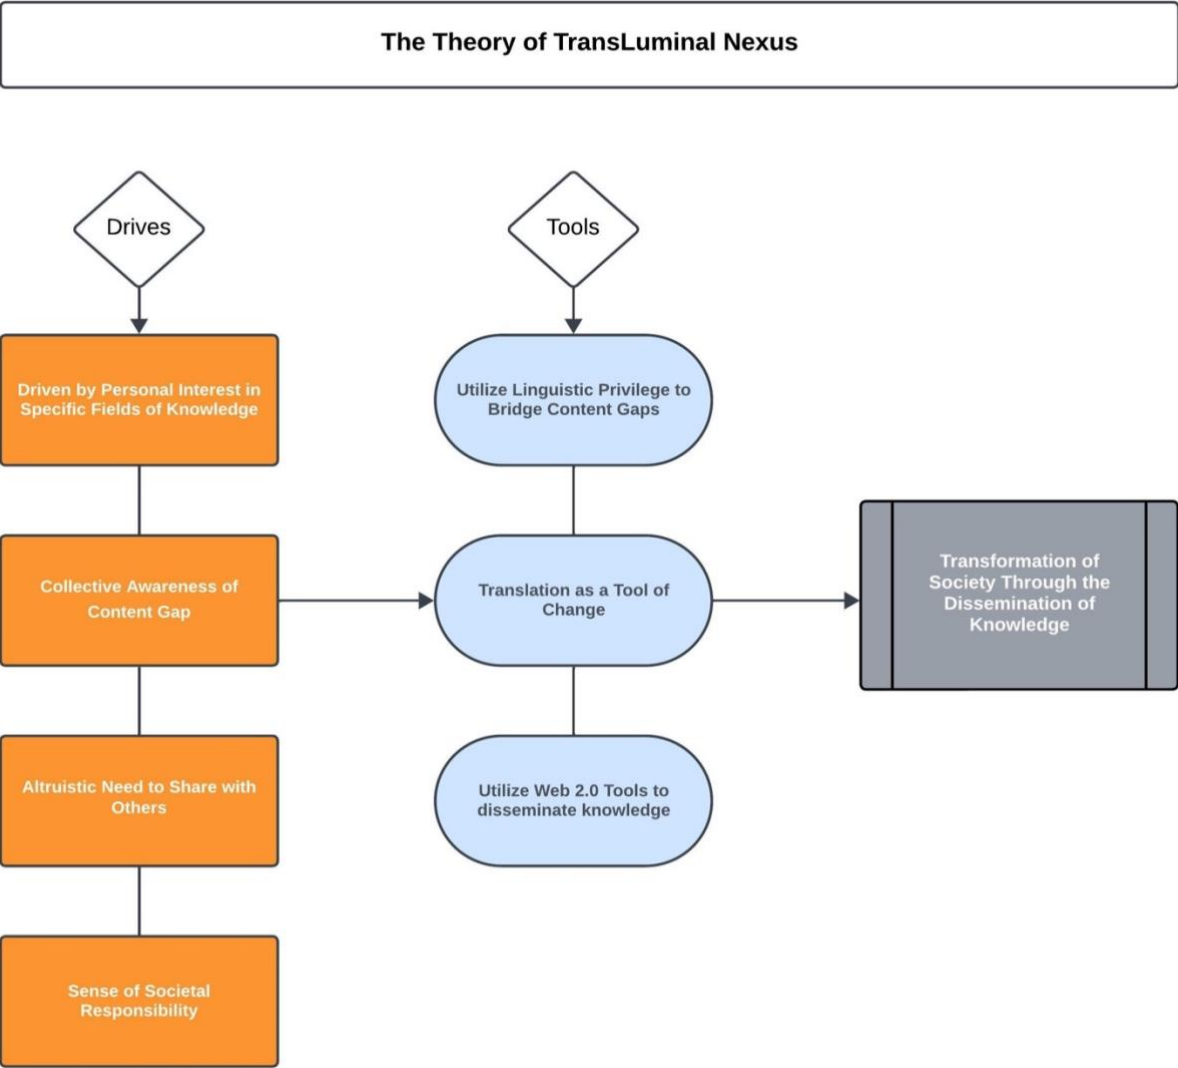 The Theory of TransLuminal Nexus
Drives
Tools
Driven by Personal Interest in
Specific Fields of Knowledge
Utilize Linguistic Privilege to
Bridge Content Gaps
Collective Awareness of
Content Gap
Translation as a Tool of
Change
Transformation of
Society Through the
Dissemination of
Knowledge
Altruistic Need to Share with
Others
Utilize Web 2.0 Tools to
disseminate knowledge
Sense of Societal
Responsibility